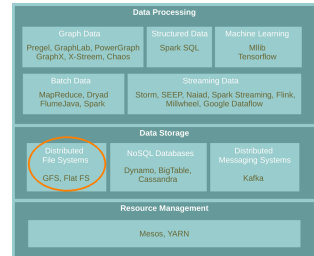 Data Processing
Graph Data
Pregel, GraphLab, PowerGraph
GraphX, X-Streem, Chaos
Structured Data
Spark SQL
Machine Learning
Mllib
Tensorflow
Batch Data
MapReduce, Dryad
FlumeJava, Spark
Streaming Data
Storm, SEEP, Naiad, Spark Streaming, Flink,
Millwheel, Google Dataflow
Data Storage
Distributed
File Systems
GFS, Flat FS
NoSQL Databases
Dynamo, BigTable,
Cassandra
Distributed
Messaging Systems
Kafka
Resource Management
Mesos, YARN